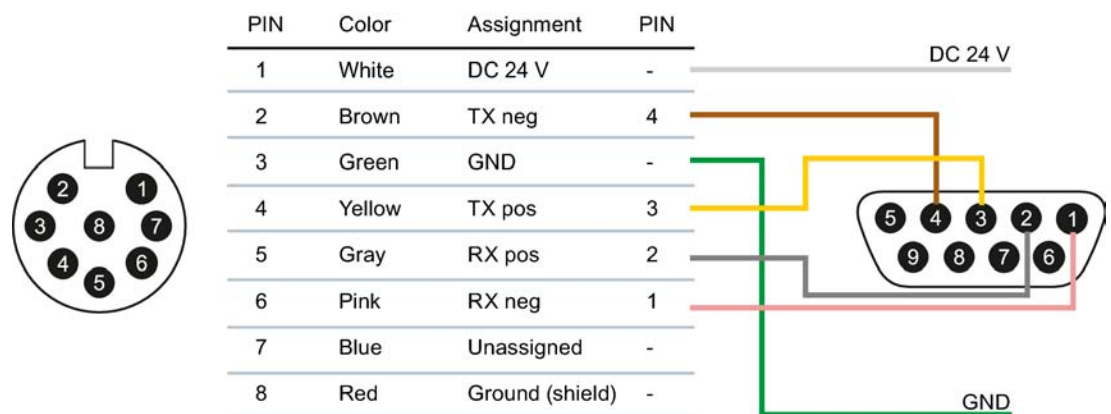 PIN Color Assignment PIN
DC 24 V
1 White DC 24 V -
2 Brown TX neg 4
3 Green GND -
4 Yellow TX pos 3
5 Gray RX pos 2
6 Pink RX neg 1
7 Blue Unassigned -
8 Red Ground (shield) -
GND
2 1
3 8 7
4 6
5
5 4 3 2 1
9 8 7 6